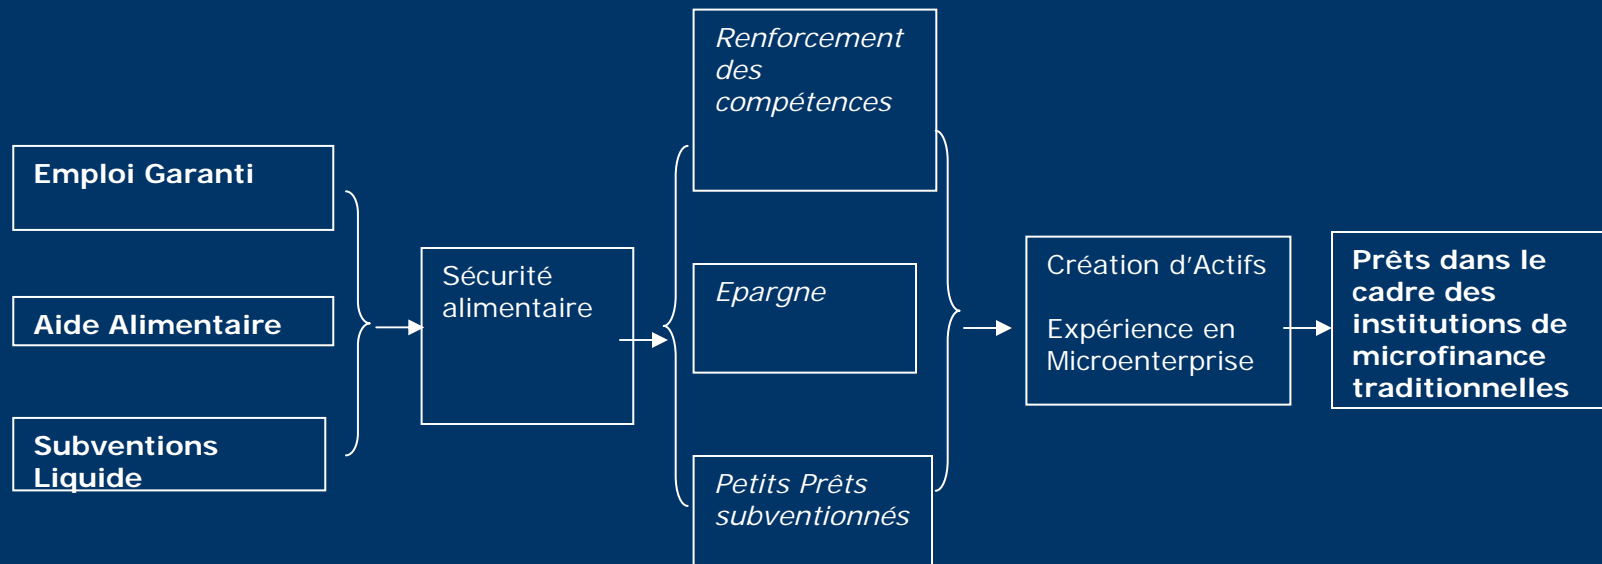 Emploi Garanti
Aide Alimentaire
Subventions
Liquide
Sécurité
alimentaire
Renforcement
des
compétences
Epargne
Petits Prêts
subventionnés
Création d'Actifs
Expérience en
Microenterprise
Prêts dans le
cadre des
institutions de
microfinance
traditionnelles